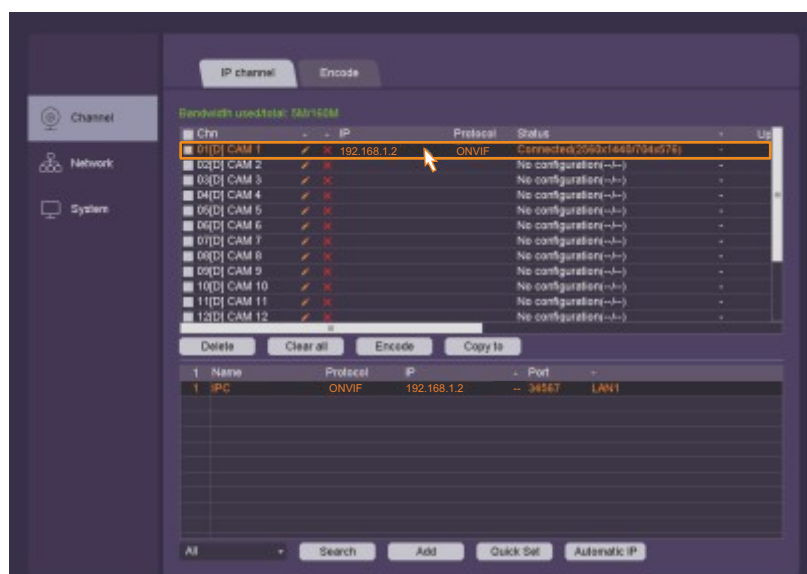 IP channel Encode
Channel
Network
System
Bandwidth used/total: 5M/160M
Chn - - IP Protocol Status - Up
01[D] CAM 1 192.168.1.2 ONVIF Connected(2560x1440/704x576) -
02[D] CAM 2 No configuration(--/--) -
03[D] CAM 3 No configuration(--/--) -
04[D] CAM 4 No configuration(--/--) -
05[D] CAM 5 No configuration(--/--) -
06[D] CAM 6 No configuration(--/--) -
07[D] CAM 7 No configuration(--/--) -
08[D] CAM 8 No configuration(--/--) -
09[D] CAM 9 No configuration(--/--) -
10[D] CAM 10 No configuration(--/--) -
11[D] CAM 11 No configuration(--/--) -
12[D] CAM 12 No configuration(--/--) -
Delete Clear all Encode Copy to
1 Name Protocol IP - Port -
1 IPC ONVIF 192.168.1.2 -- 34567 LAN1
All Search Add Quick Set Automatic IP